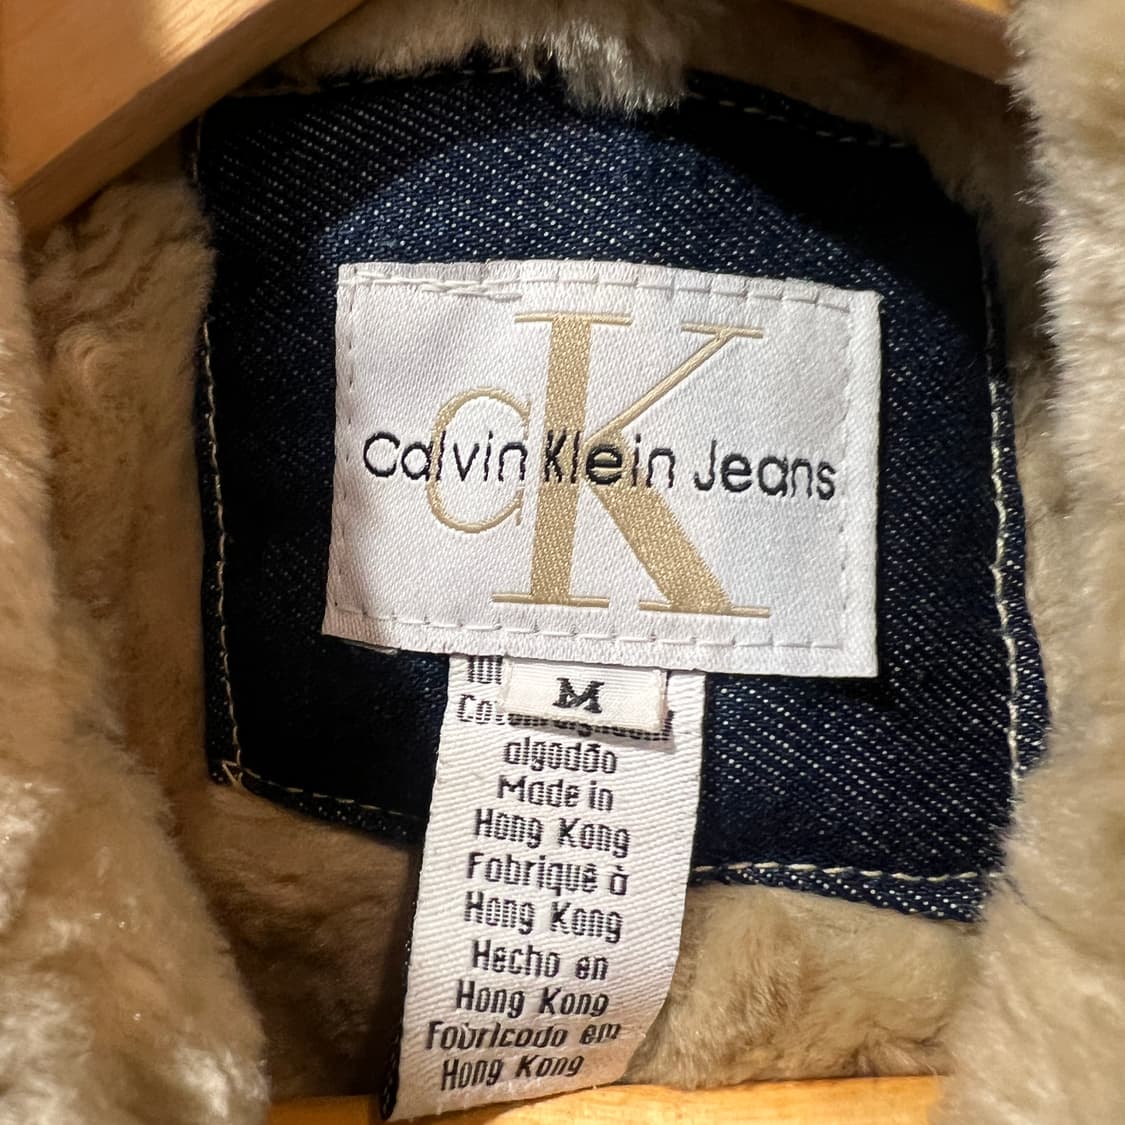 CK
Calvin Klein Jeans
M
algodão
Made in
Hong Kong
Fabriqué à
Hong Kong
Hecho en
Hong Kong
Fabricado em
Hong Kong